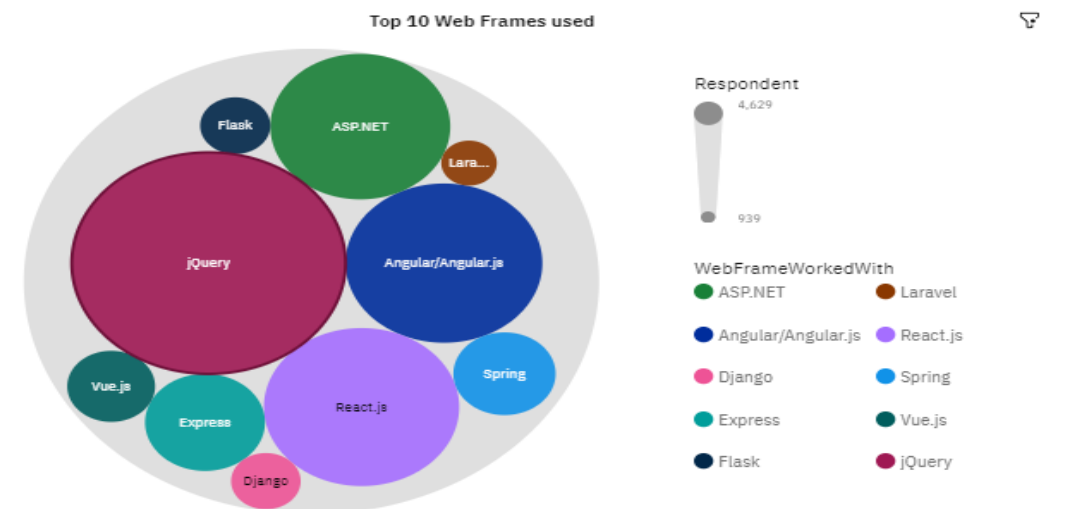 Top 10 Web Frames used
Flask
ASP.NET
Lara...
jQuery
Angular/Angular.js
Vue.js
Express
React.js
Spring
Django
Respondent
4,629
939
WebFrameWorkedWith
ASP.NET
Laravel
Angular/Angular.js
React.js
Django
Spring
Express
Vue.js
Flask
jQuery